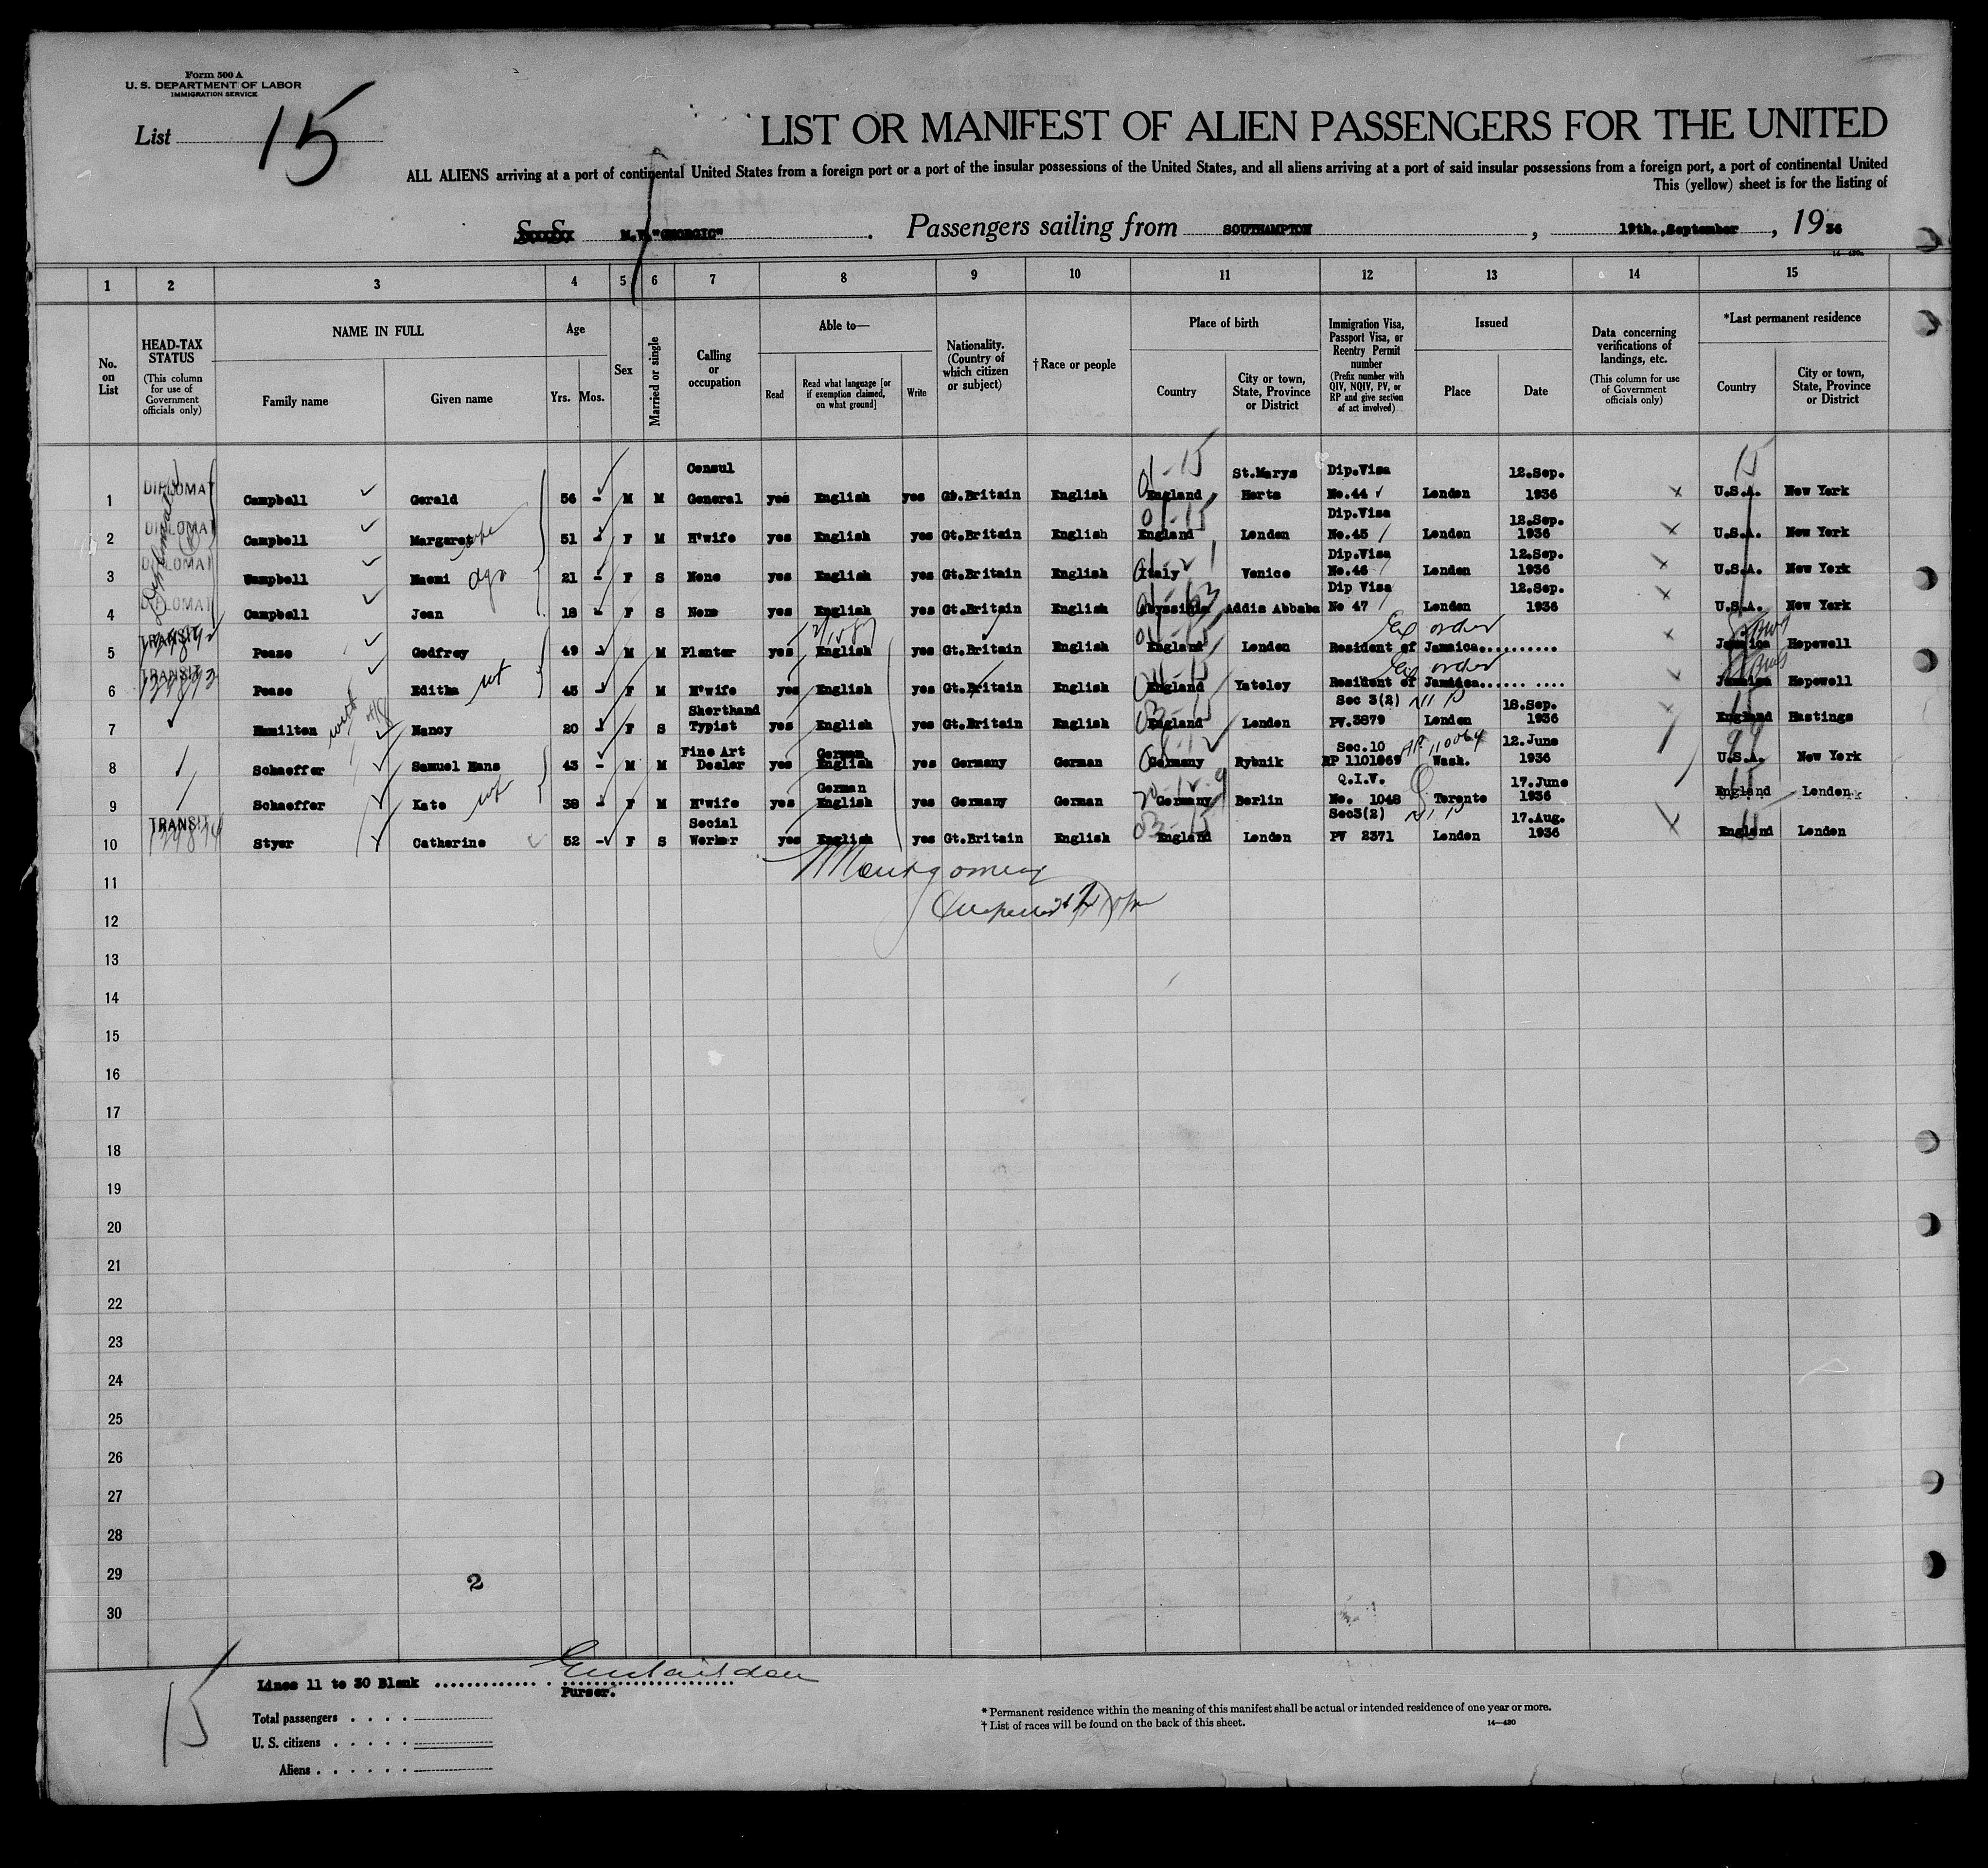 Form 500 A
U. S. DEPARTMENT OF LABOR
IMMIGRATION SERVICE
List 15
LIST OR MANIFEST OF ALIEN PASSENGERS FOR THE UNITED
ALL ALIENS arriving at a port of continental United States from a foreign port or a port of the insular possessions of the United States, and all aliens arriving at a port of said insular possessions from a foreign port, a port of continental United
This (yellow) sheet is for the listing of
M.V. "GEORGIC" . Passengers sailing from SOUTHAMPTON , 19th.,September , 19 36
1 2 3 4 5 6 7 8 9 10 11 12 13 14 15
No. on List
HEAD-TAX STATUS (This column for use of Government officials only)
NAME IN FULL
Family name Given name
Age
Yrs. Mos.
Sex
Married or single
Calling or occupation
Able to—
Read Read what language [or if exemption claimed, on what ground] Write
Nationality. (Country of which citizen or subject)
†Race or people
Place of birth
Country City or town, State, Province or District
Immigration Visa, Passport Visa, or Reentry Permit number (Prefix number with QIV, NQIV, PV, or RP and give section of act involved)
Issued
Place Date
Data concerning verifications of landings, etc. (This column for use of Government officials only)
*Last permanent residence
Country City or town, State, Province or District
1 DIPLOMAT Campbell Gerald 56 - M M Consul General yes English yes Gt.Britain English England St.Marys Herts Dip.Visa No.44 London 12.Sep. 1936 U.S.A. New York
2 DIPLOMAT Campbell Margaret 51 - F M H'wife yes English yes Gt.Britain English England London Dip.Visa No.45 London 12.Sep. 1936 U.S.A. New York
3 DIPLOMAT Campbell Naomi 21 - F S None yes English yes Gt.Britain English Italy Venice Dip.Visa No.46 London 12.Sep. 1936 U.S.A. New York
4 DIPLOMAT Campbell Jean 18 - F S None yes English yes Gt.Britain English Abyssinia Addis Abbaba Dip Visa No 47 London 12.Sep. 1936 U.S.A. New York
5 TRANSIT Pease Godfrey 49 - M M Planter yes English yes Gt.Britain English England London Resident of Jamaica.......... Jamaica Hopewell
6 TRANSIT Pease Editha wf 45 - F M H'wife yes English yes Gt.Britain English England Yateley Resident of Jamaica...... .... Jamaica Hopewell
7 Hamilton Nancy 20 - F S Shorthand Typist yes English yes Gt.Britain English England London Sec 3(2) PV.3879 London 18.Sep. 1936 England Hastings
8 Schaeffer Samuel Hans 43 - M M Fine Art Dealer yes German English yes Germany German Germany Rybnik Sec.10 RP 1101069 Wash. 12.June 1936 U.S.A. New York
9 Schaeffer Kate wf 38 - F M H'wife yes German English yes Germany German Germany Berlin Q.I.V. No. 1048 Toronto 17.June 1936 England London
10 TRANSIT Styer Catherine 52 - F S Social Worker yes English yes Gt.Britain English England London Sec3(2) PV 2371 London 17.Aug. 1936 England London
11 Montgomery
12
13
14
15
16
17
18
19
20
21
22
23
24
25
26
27
28
29 2
30
15
Lines 11 to 30 Blank
Purser.
Total passengers
U. S. citizens
Aliens
* Permanent residence within the meaning of this manifest shall be actual or intended residence of one year or more.
† List of races will be found on the back of this sheet. 14—430